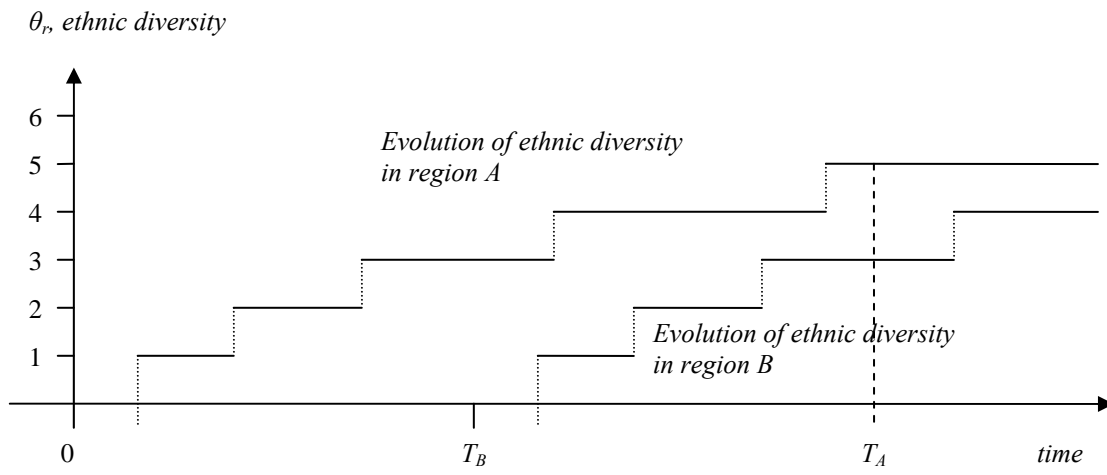 θr, ethnic diversity
6
Evolution of ethnic diversity
in region A
5
4
3
2
Evolution of ethnic diversity
in region B
1
0 TB TA time